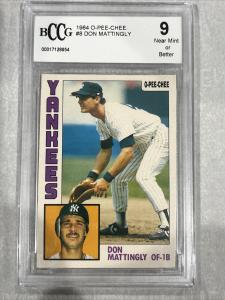 BCCG
1984 O-PEE-CHEE
#8 DON MATTINGLY
00317128954
9
Near Mint
or
Better
O-PEE-CHEE
YANKEES
DON
MATTINGLY OF-1B